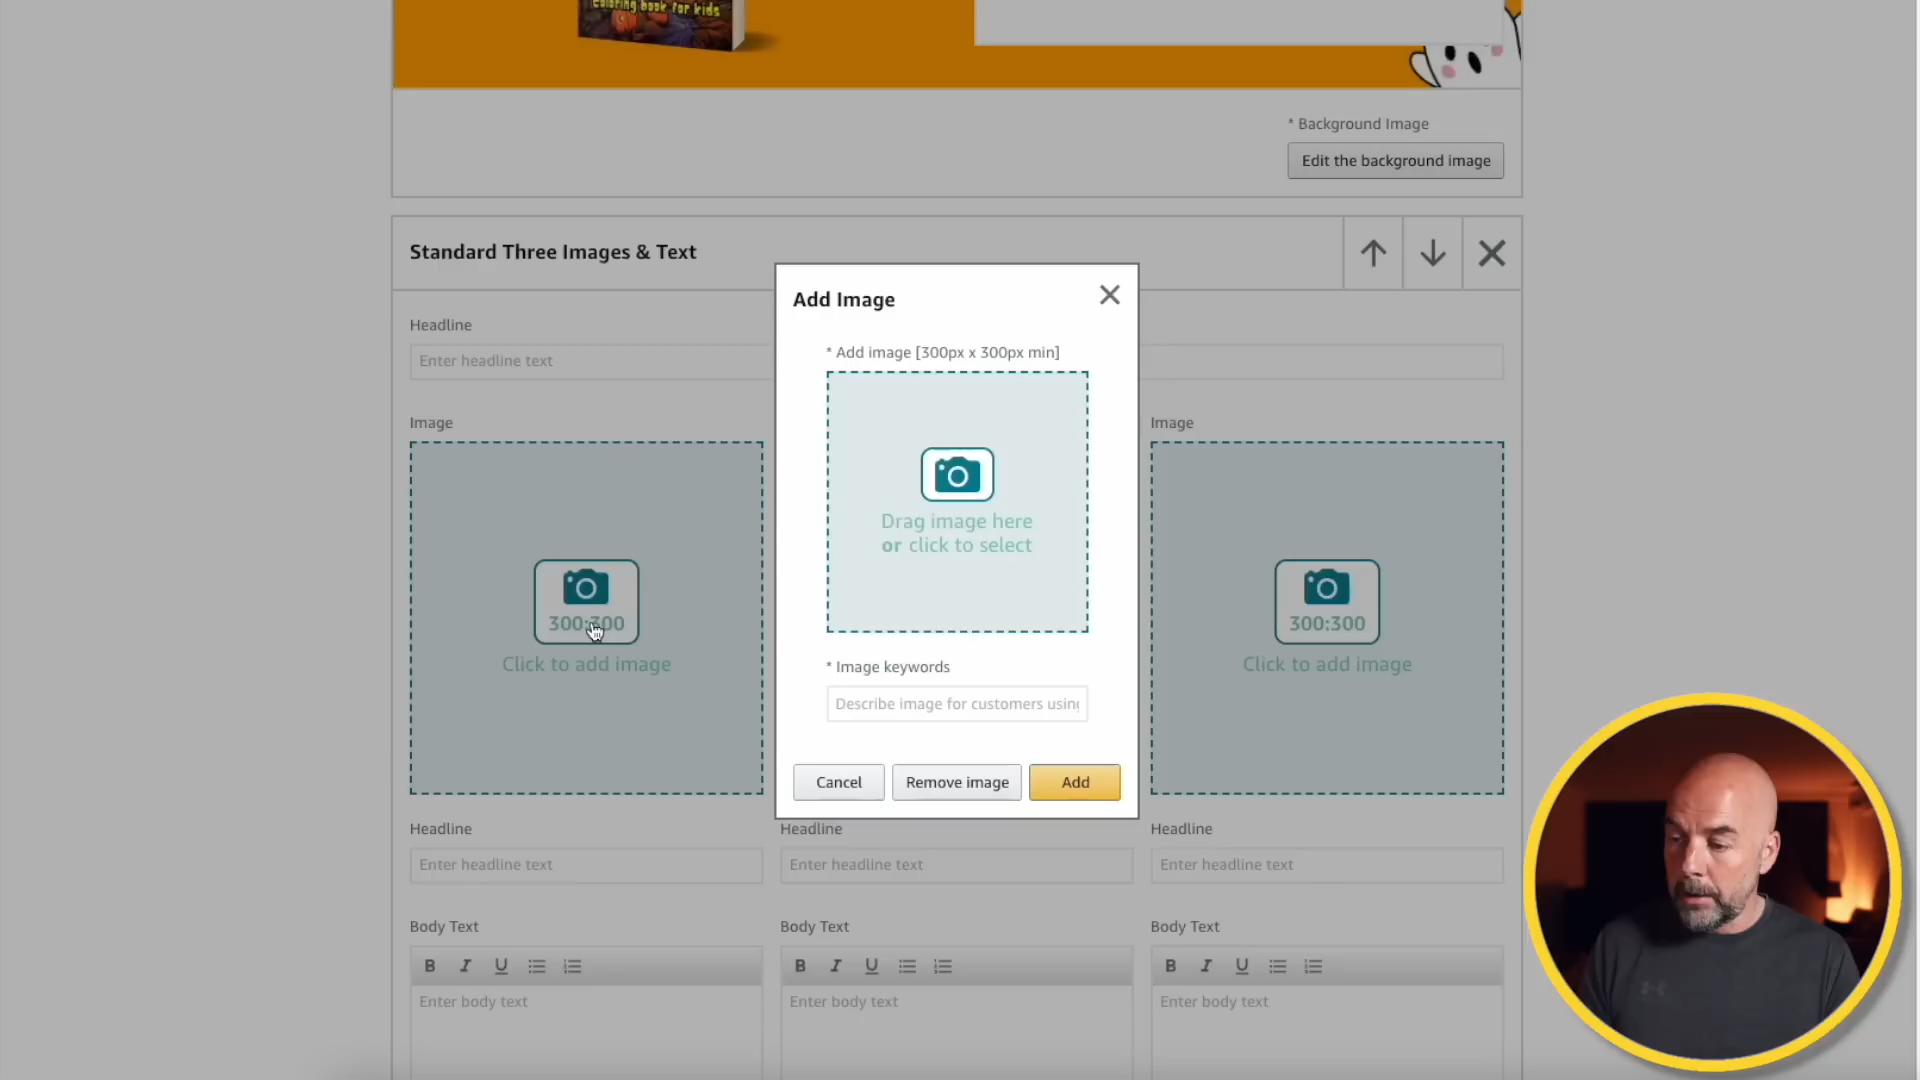 coloring book for kids
* Background Image
Edit the background image
Standard Three Images & Text
Headline
Enter headline text
Add Image
* Add image [300px x 300px min]
Drag image here
or click to select
* Image keywords
Describe image for customers using
Cancel
Remove image
Add
Image
300:300
Click to add image
Image
300:300
Click to add image
Headline
Headline
Headline
Enter headline text
Enter headline text
Enter headline text
Body Text
Body Text
Body Text
B I U
B I U
B I U
Enter body text
Enter body text
Enter body text